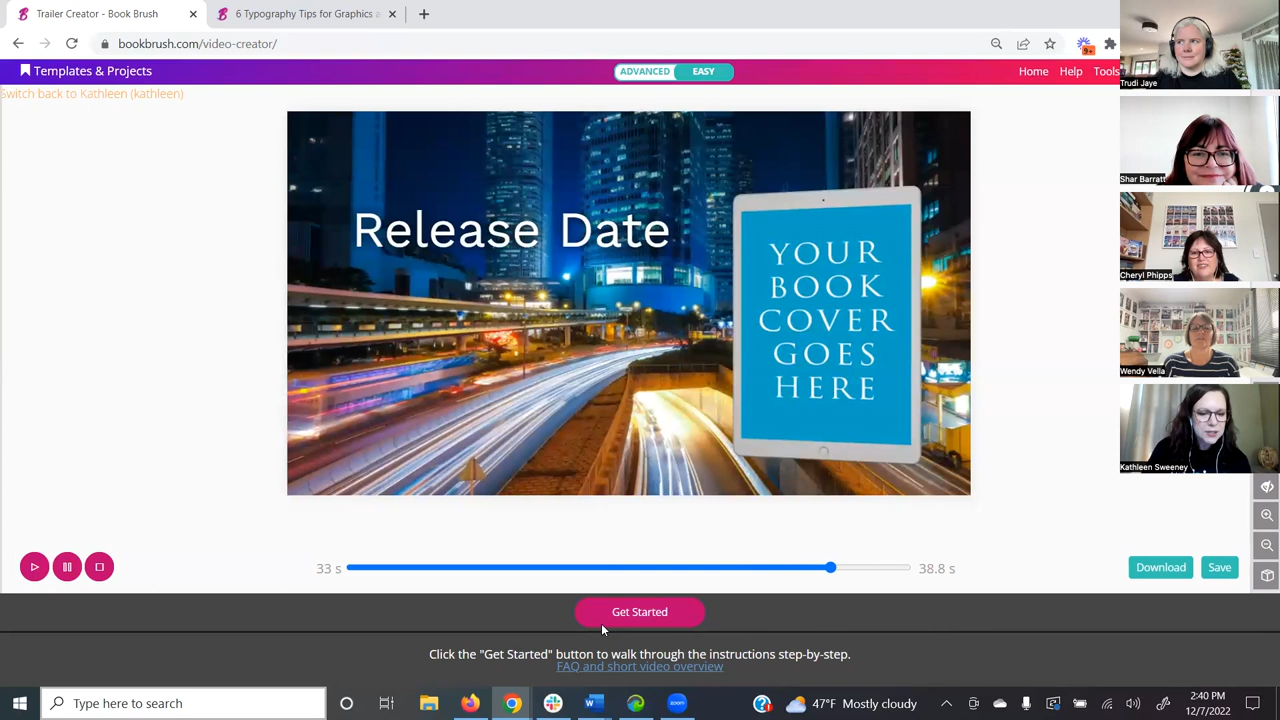 Trailer Creator - Book Brush
6 Typography Tips for Graphics a
bookbrush.com/video-creator/
9+
Templates & Projects
ADVANCED EASY
Home Help Tools
Switch back to Kathleen (kathleen)
Release Date
YOUR
BOOK
COVER
GOES
HERE
33 s
38.8 s
Download
Save
Get Started
Click the "Get Started" button to walk through the instructions step-by-step.
FAQ and short video overview
Trudi Jaye
Shar Barratt
Cheryl Phipps
Wendy Vella
Kathleen Sweeney
Type here to search
zoom
47°F Mostly cloudy
2:40 PM
12/7/2022